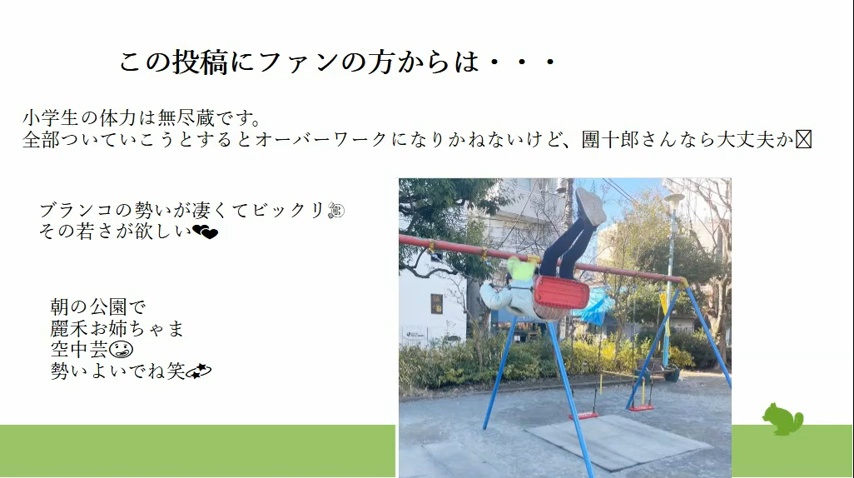 この投稿にファンの方からは・・・
小学生の体力は無尽蔵です。
全部ついていこうとするとオーバーワークになりかねないけど、團十郎さんなら大丈夫か
ブランコの勢いが凄くてビックリ
その若さが欲しい💕
朝の公園で
麗禾お姉ちゃま
空中芸😆
勢いよいでね笑💫